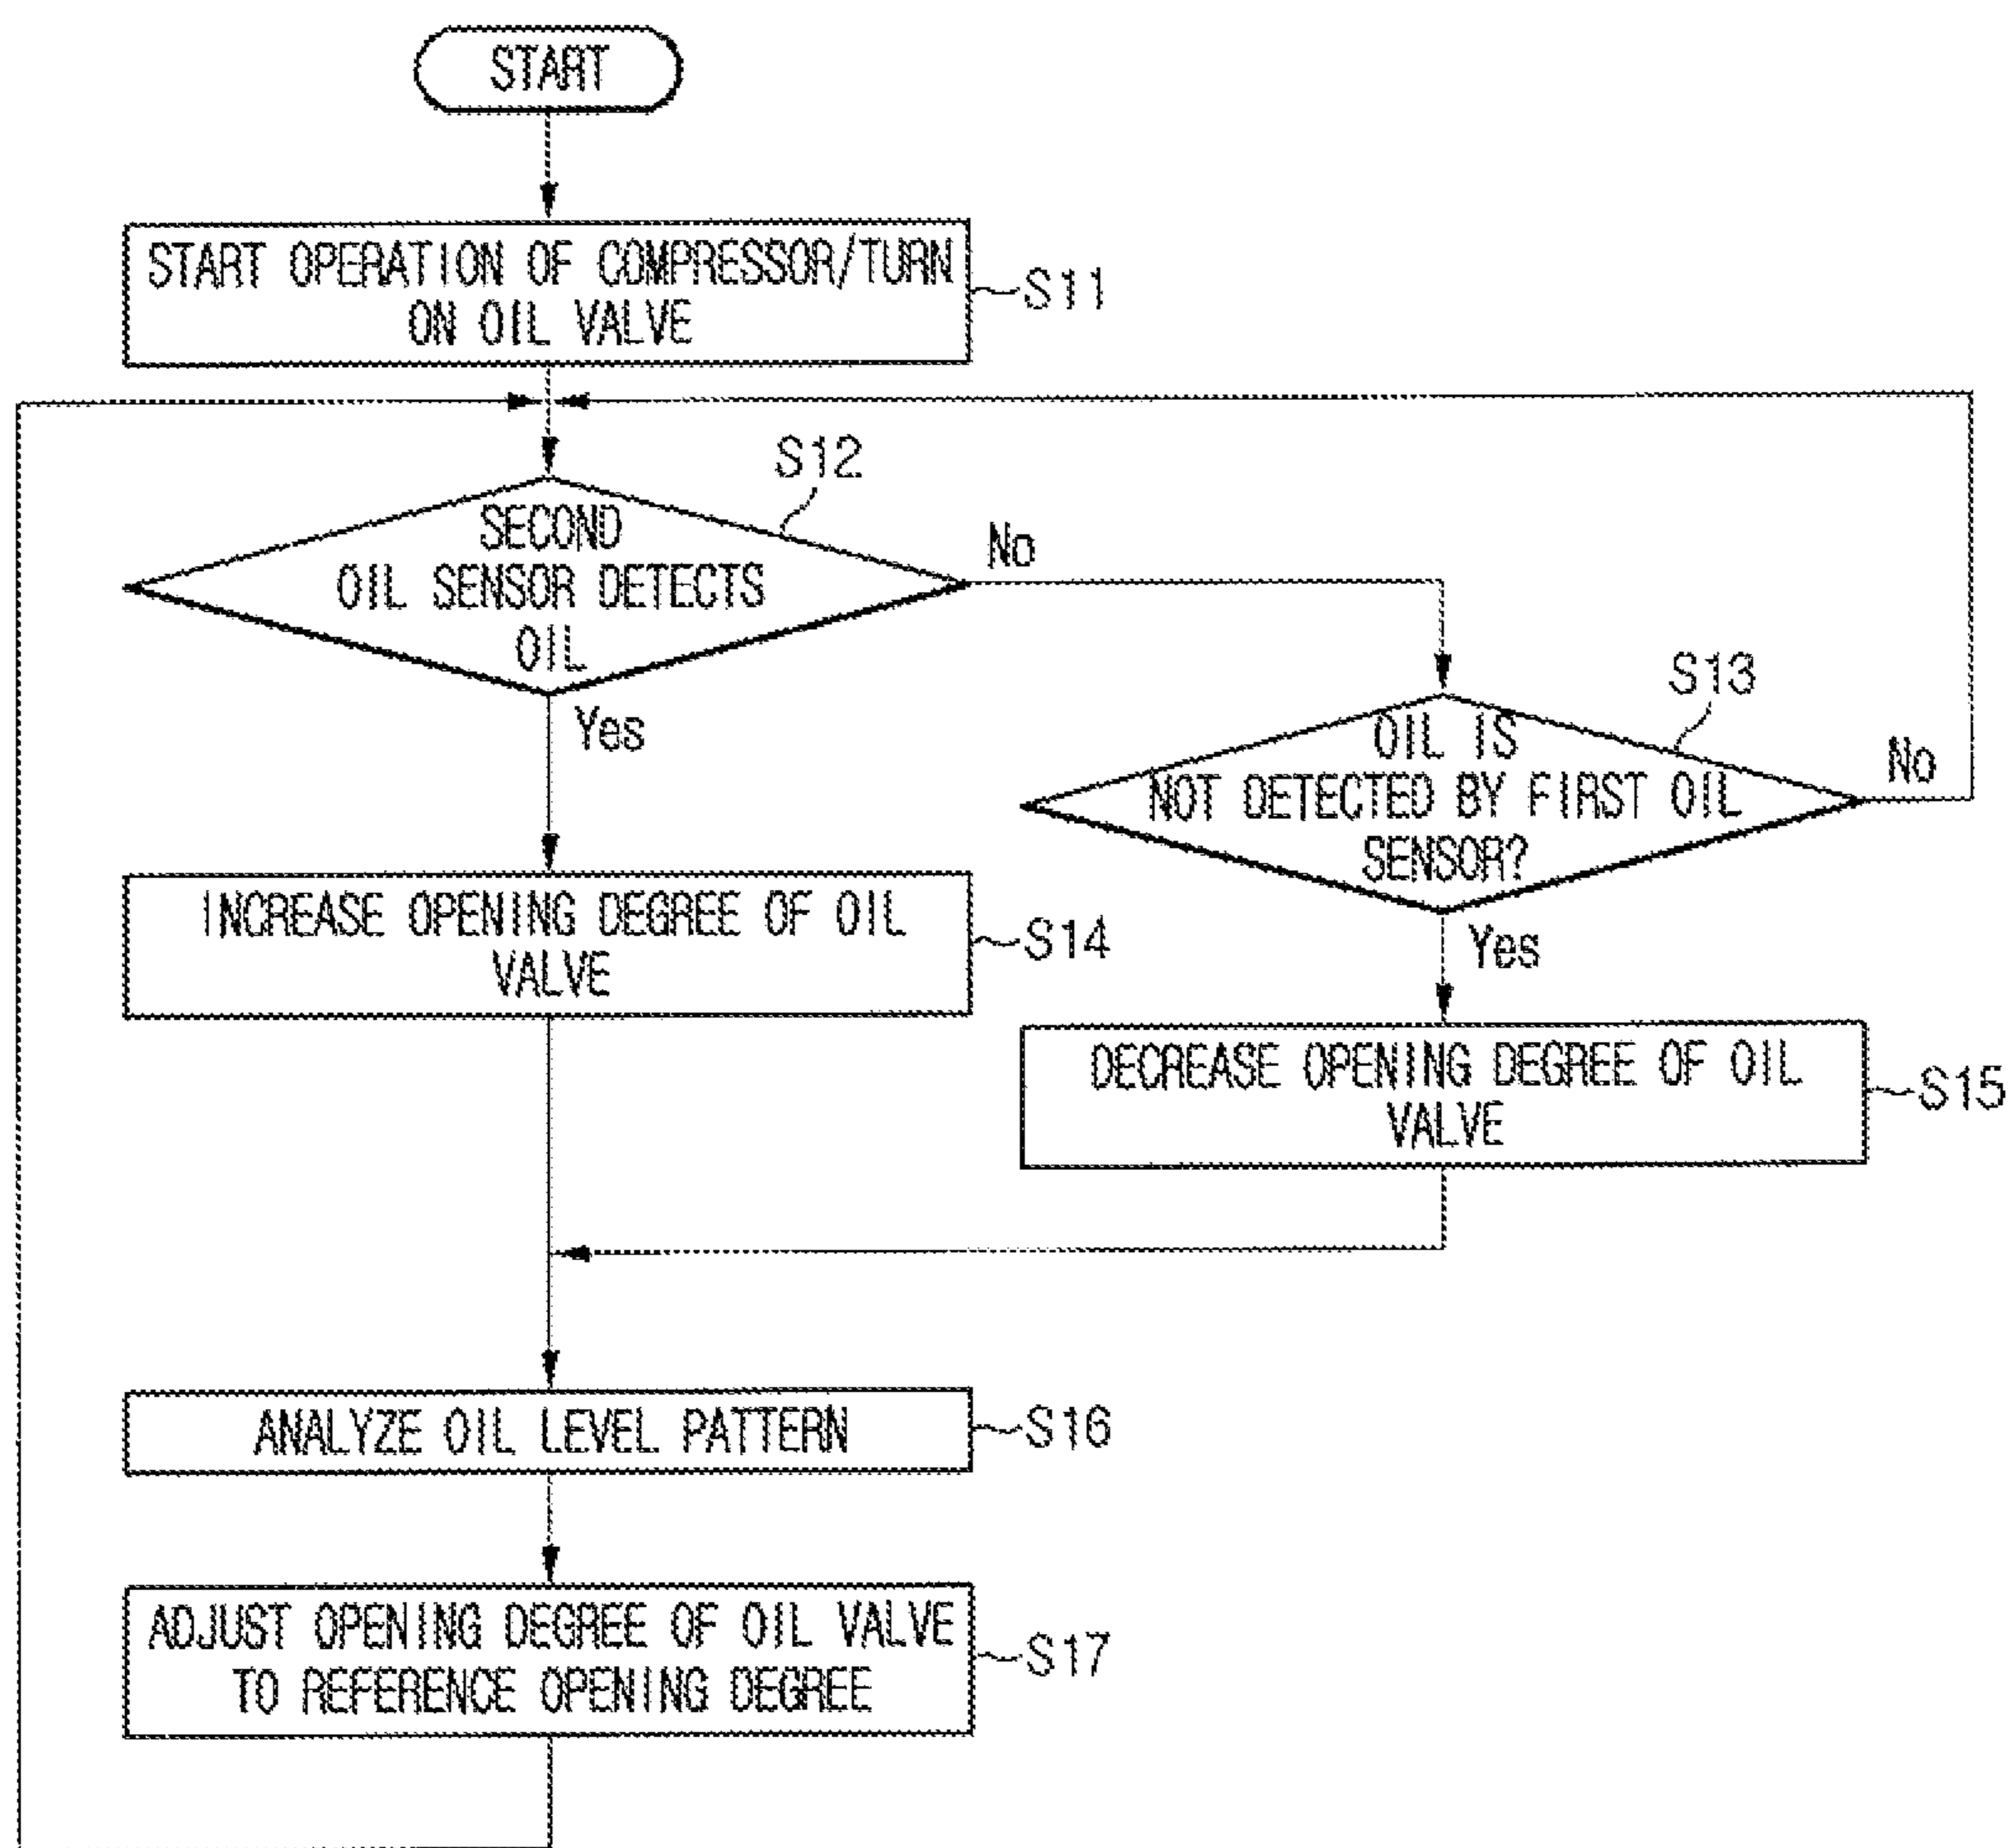 START
START OPERATION OF COMPRESSOR/TURN
ON OIL VALVE
S11
S12
SECOND
OIL SENSOR DETECTS
OIL
No
Yes
S13
OIL IS
NOT DETECTED BY FIRST OIL
SENSOR?
No
Yes
INCREASE OPENING DEGREE OF OIL
VALVE
S14
DECREASE OPENING DEGREE OF OIL
VALVE
S15
ANALYZE OIL LEVEL PATTERN
S16
ADJUST OPENING DEGREE OF OIL VALVE
TO REFERENCE OPENING DEGREE
S17